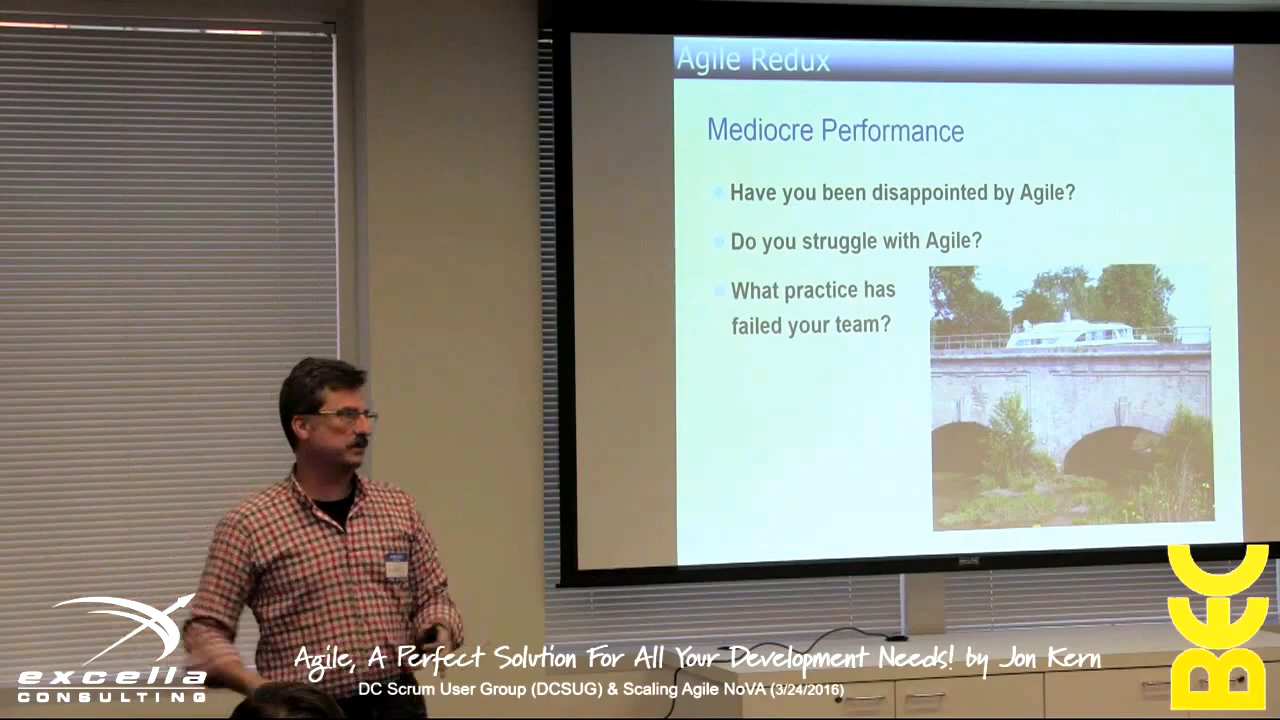 Agile Redux
Mediocre Performance
Have you been disappointed by Agile?
Do you struggle with Agile?
What practice has
failed your team?
excella
CONSULTING
Agile, A Perfect Solution For All Your Development Needs! by Jon Kern
DC Scrum User Group (DCSUG) & Scaling Agile NoVA (3/24/2016)
BEC